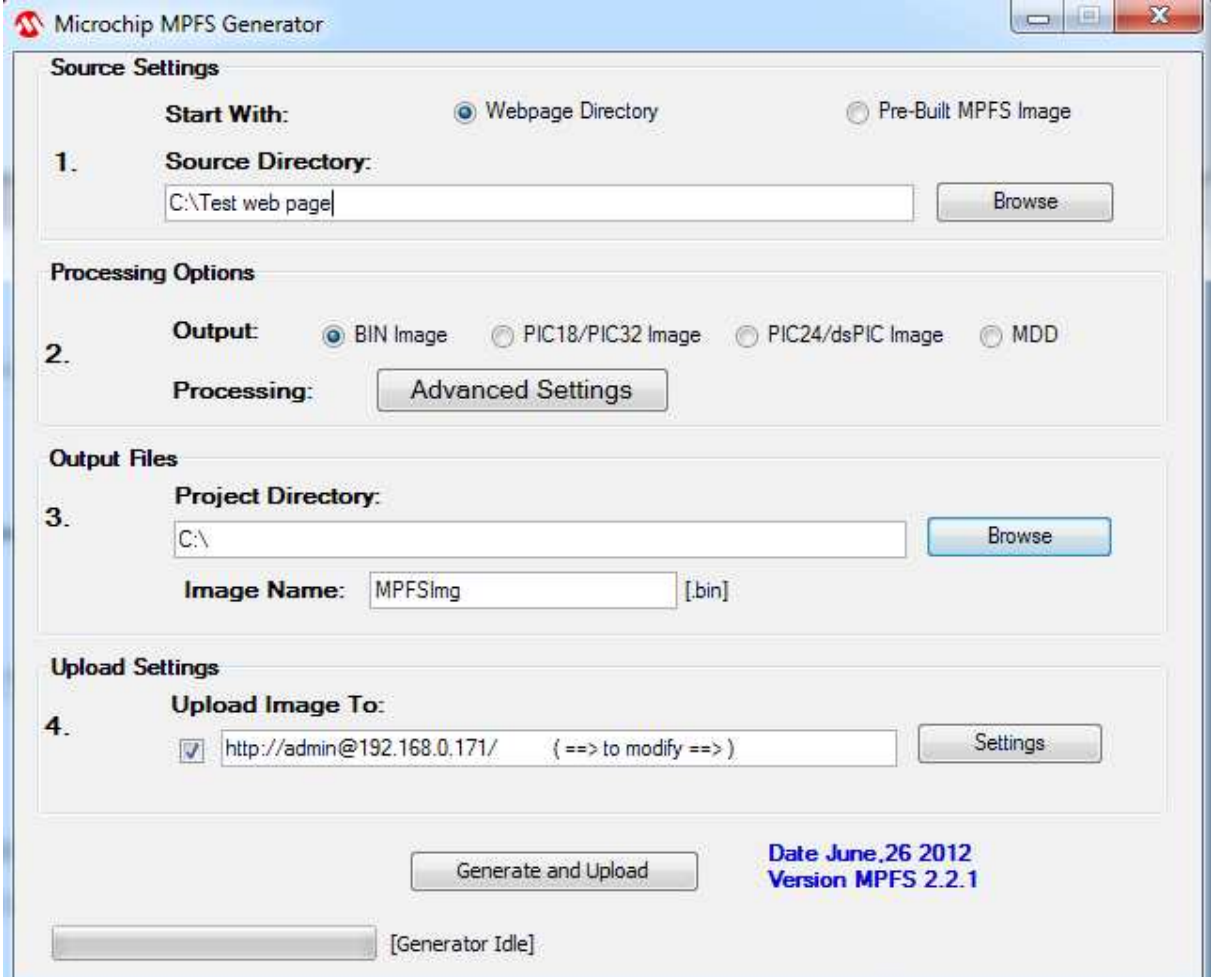 Microchip MPFS Generator
Source Settings
Start With: Webpage Directory Pre-Built MPFS Image
1. Source Directory:
C:\Test web page Browse
Processing Options
2. Output: BIN Image PIC18/PIC32 Image PIC24/dsPIC Image MDD
Processing: Advanced Settings
Output Files
3. Project Directory:
C:\ Browse
Image Name: MPFSImg [.bin]
Upload Settings
4. Upload Image To:
http://admin@192.168.0.171/ ( ==> to modify ==> ) Settings
Generate and Upload
Date June,26 2012
Version MPFS 2.2.1
[Generator Idle]